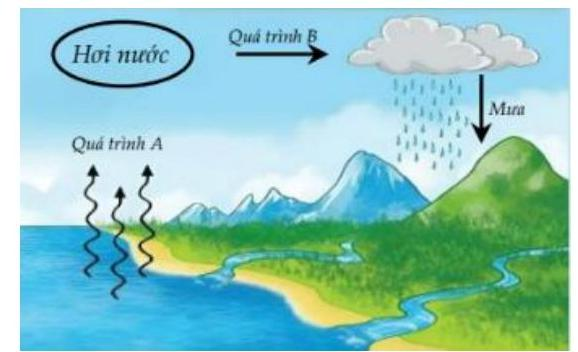 Hơi nước
Quá trình B
Mưa
Quá trình A